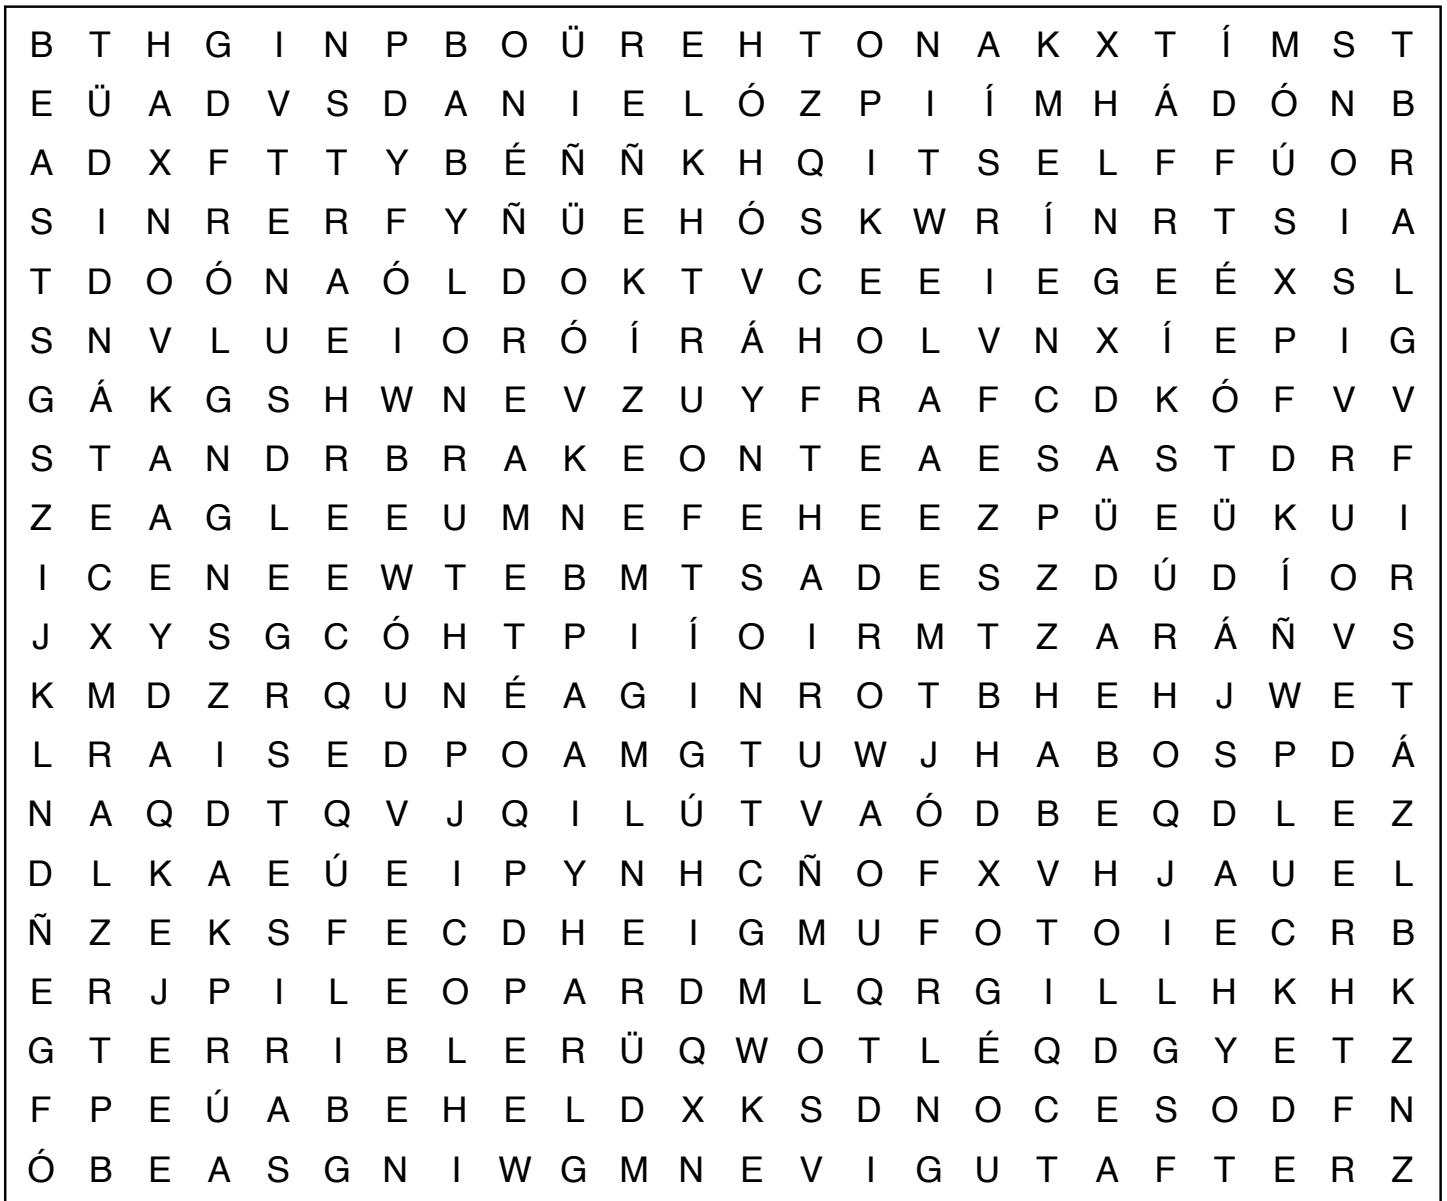 B T H G I N P B O Ü R E H T O N A K X T Í M S T
E Ü A D V S D A N I E L Ó Z P I Í M H Á D Ó N B
A D X F T T Y B É Ñ Ñ K H Q I T S E L F F Ú O R
S I N R E R F Y Ñ Ü E H Ó S K W R Í N R T S I A
T D O Ó N A Ó L D O K T V C E E I E G E É X S L
S N V L U E I O R Ó Í R Á H O L V N X Í E P I G
G Á K G S H W N E V Z U Y F R A F C D K Ó F V V
S T A N D R B R A K E O N T E A E S A S T D R F
Z E A G L E E U M N E F E H E E Z P Ü E Ü K U I
I C E N E E W T E B M T S A D E S Z D Ú D Í O R
J X Y S G C Ó H T P I Í O I R M T Z A R Á Ñ V S
K M D Z R Q U N É A G I N R O T B H E H J W E T
L R A I S E D P O A M G T U W J H A B O S P D Á
N A Q D T Q V J Q I L Ú T V A Ó D B E Q D L E Z
D L K A E Ú E I P Y N H C Ñ O F X V H J A U E L
Ñ Z E K S F E C D H E I G M U F O T O I E C R B
E R J P I L E O P A R D M L Q R G I L L H K H K
G T E R R I B L E R Ü Q W O T L É Q D G Y E T Z
F P E Ú A B E H E L D X K S D N O C E S O D F N
Ó B E A S G N I W G M N E V I G U T A F T E R Z